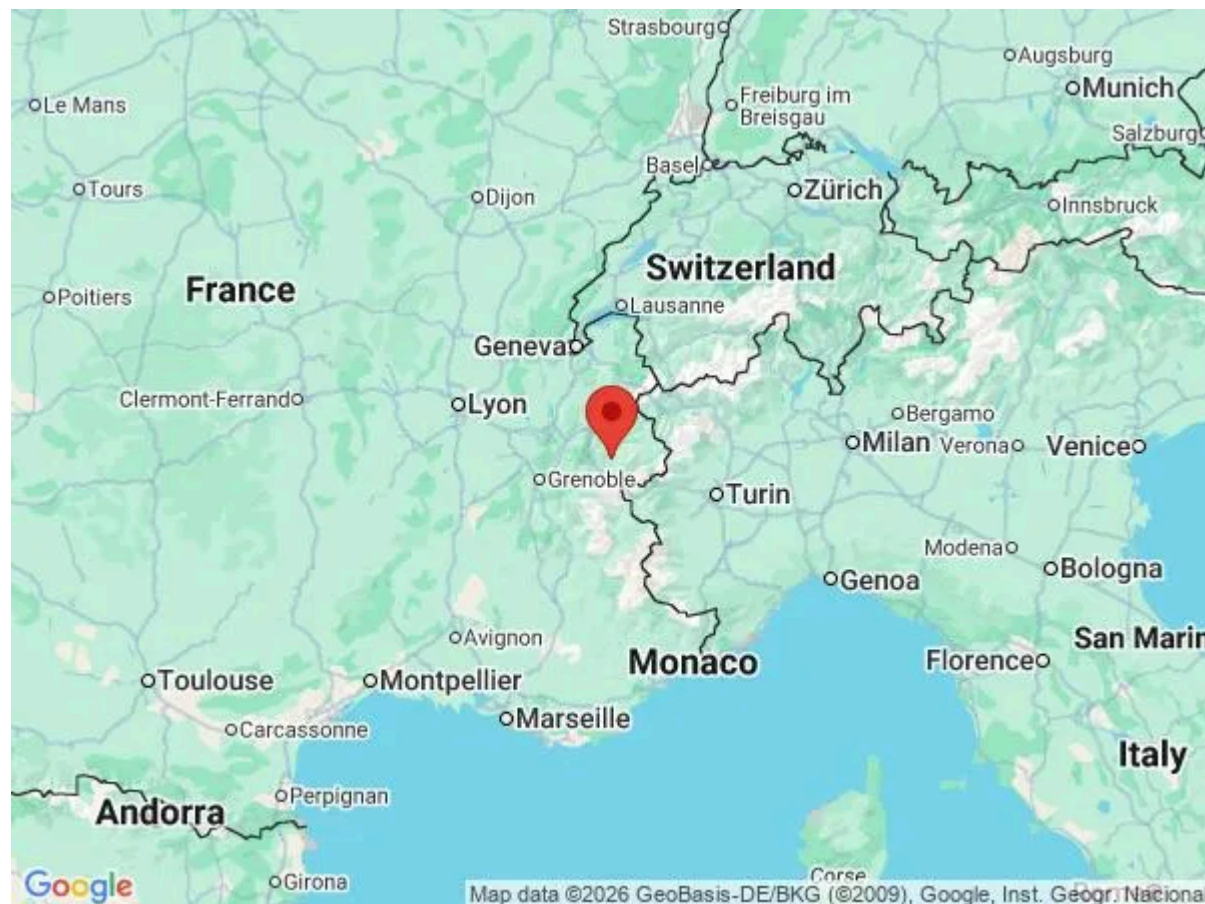 Strasbourg
Augsburg
Munich
Le Mans
Freiburg im
Breisgau
Salzburg
Basel
Tours
Dijon
Zürich
Innsbruck
France
Switzerland
Poitiers
Lausanne
Geneva
Clermont-Ferrand
Lyon
Bergamo
Milan
Verona
Venice
Grenoble
Turin
Modena
Bologna
Genoa
Avignon
San Marin
Monaco
Florence
Toulouse
Montpellier
Marseille
Carcassonne
Italy
Perpignan
Andorra
Corse
Google
Girona
Map data ©2026 GeoBasis-DE/BKG (©2009), Google, Inst. Geogr. Nacional